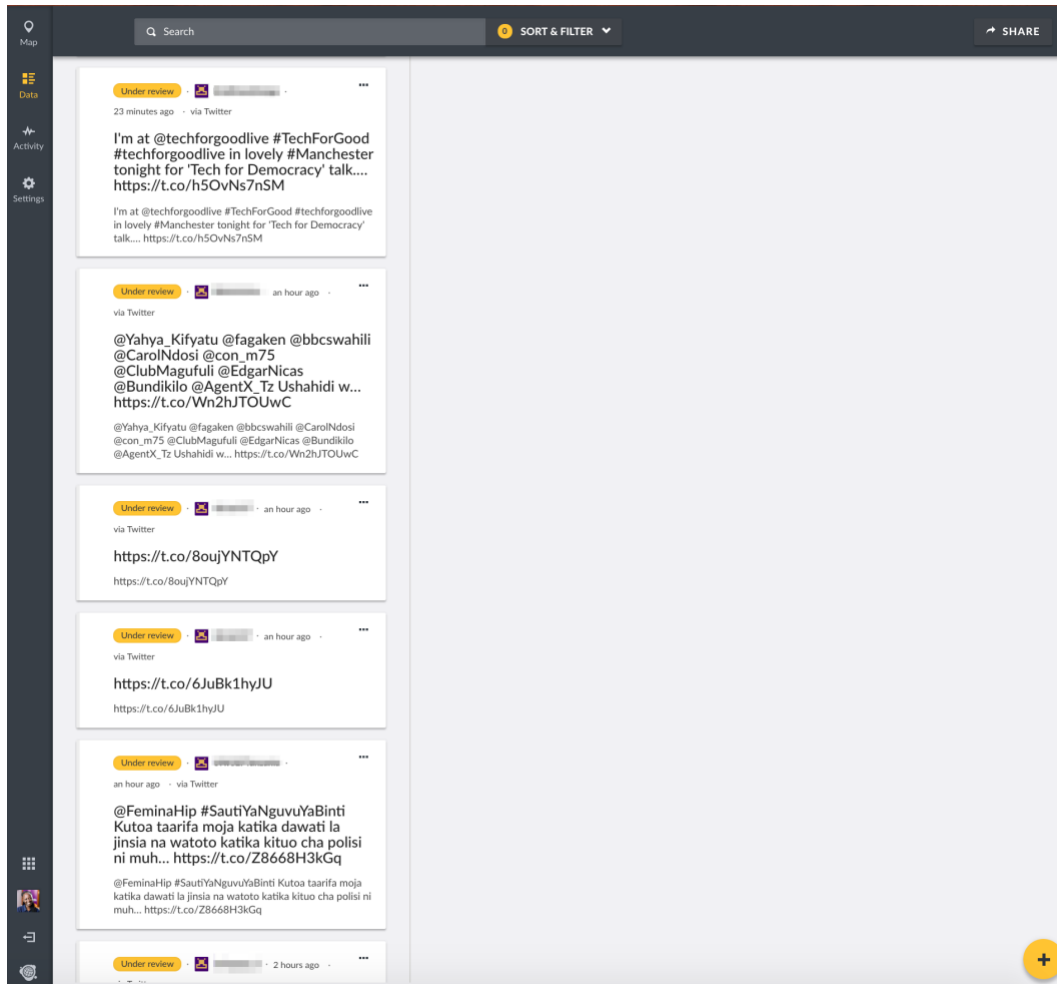 Map
Data
Activity
Settings
Search
0 SORT & FILTER
SHARE
Under review · ·
23 minutes ago · via Twitter
I'm at @techforgoodlive #TechForGood
#techforgoodlive in lovely #Manchester
tonight for 'Tech for Democracy' talk....
https://t.co/h5OvNs7nSM
I'm at @techforgoodlive #TechForGood #techforgoodlive
in lovely #Manchester tonight for 'Tech for Democracy'
talk.... https://t.co/h5OvNs7nSM
Under review · an hour ago ·
via Twitter
@Yahya_Kifyatu @fagaken @bbcswahili
@CarolNdosi @con_m75
@ClubMagufuli @EdgarNicas
@Bundikilo @AgentX_Tz Ushahidi w...
https://t.co/Wn2hJTOUwC
@Yahya_Kifyatu @fagaken @bbcswahili @CarolNdosi
@con_m75 @ClubMagufuli @EdgarNicas @Bundikilo
@AgentX_Tz Ushahidi w... https://t.co/Wn2hJTOUwC
Under review · · an hour ago ·
via Twitter
https://t.co/8oujYNTQpY
https://t.co/8oujYNTQpY
Under review · · an hour ago ·
via Twitter
https://t.co/6JuBk1hyJU
https://t.co/6JuBk1hyJU
Under review · ·
an hour ago · via Twitter
@FeminaHip #SautiYaNguvuYaBinti
Kutoa taarifa moja katika dawati la
jinsia na watoto katika kituo cha polisi
ni muh... https://t.co/Z8668H3kGq
@FeminaHip #SautiYaNguvuYaBinti Kutoa taarifa moja
katika dawati la jinsia na watoto katika kituo cha polisi ni
muh... https://t.co/Z8668H3kGq
Under review · · 2 hours ago ·